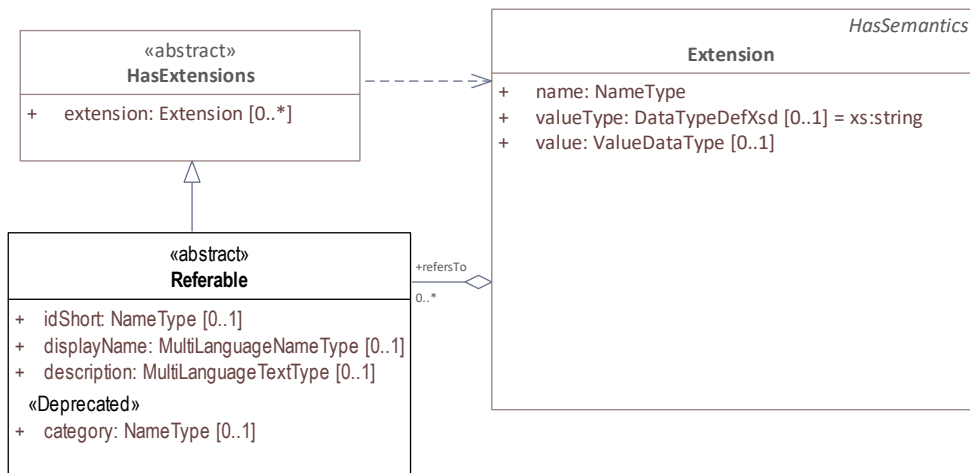 «abstract»
HasExtensions
+ extension: Extension [0..*]
HasSemantics
Extension
+ name: NameType
+ valueType: DataTypeDefXsd [0..1] = xs:string
+ value: ValueDataType [0..1]
«abstract»
Referable
+ idShort: NameType [0..1]
+ displayName: MultiLanguageNameType [0..1]
+ description: MultiLanguageTextType [0..1]
«Deprecated»
+ category: NameType [0..1]
+refersTo
0..*